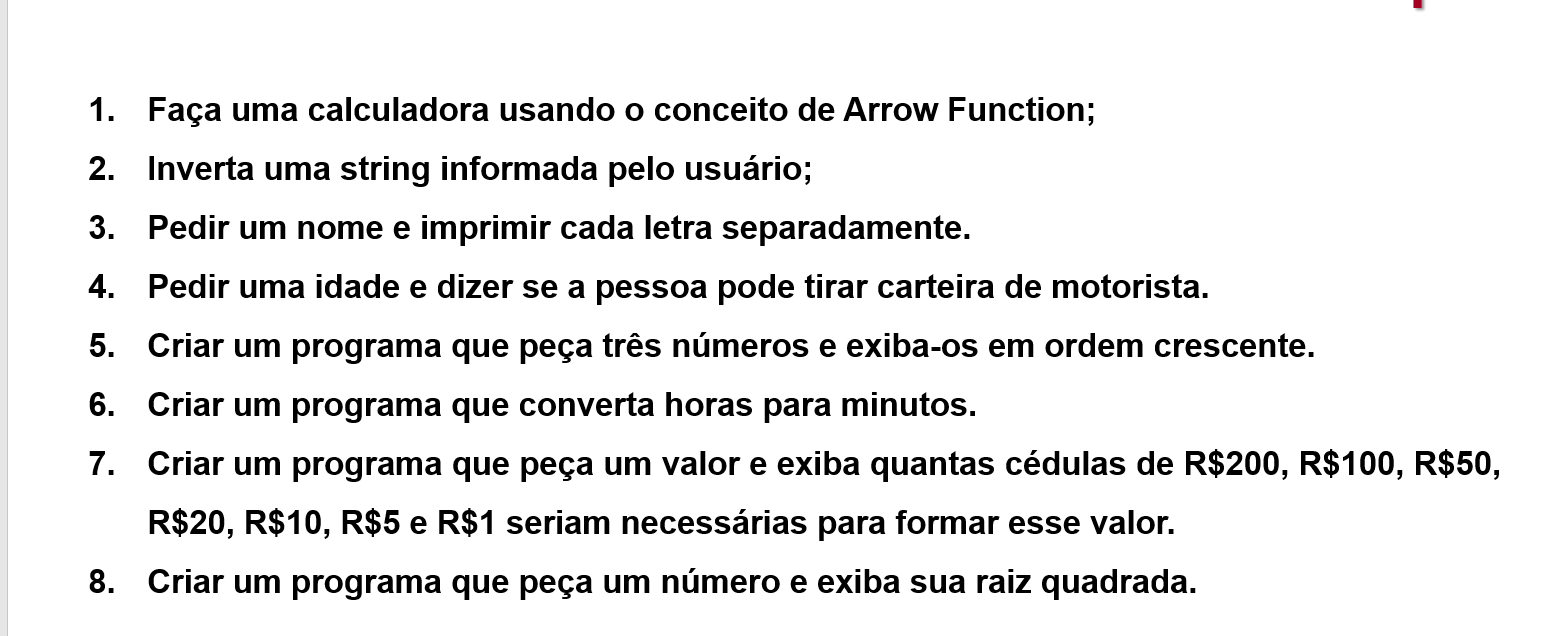 1. Faça uma calculadora usando o conceito de Arrow Function;
2. Inverta uma string informada pelo usuário;
3. Pedir um nome e imprimir cada letra separadamente.
4. Pedir uma idade e dizer se a pessoa pode tirar carteira de motorista.
5. Criar um programa que peça três números e exiba-os em ordem crescente.
6. Criar um programa que converta horas para minutos.
7. Criar um programa que peça um valor e exiba quantas cédulas de R$200, R$100, R$50,
R$20, R$10, R$5 e R$1 seriam necessárias para formar esse valor.
8. Criar um programa que peça um número e exiba sua raiz quadrada.